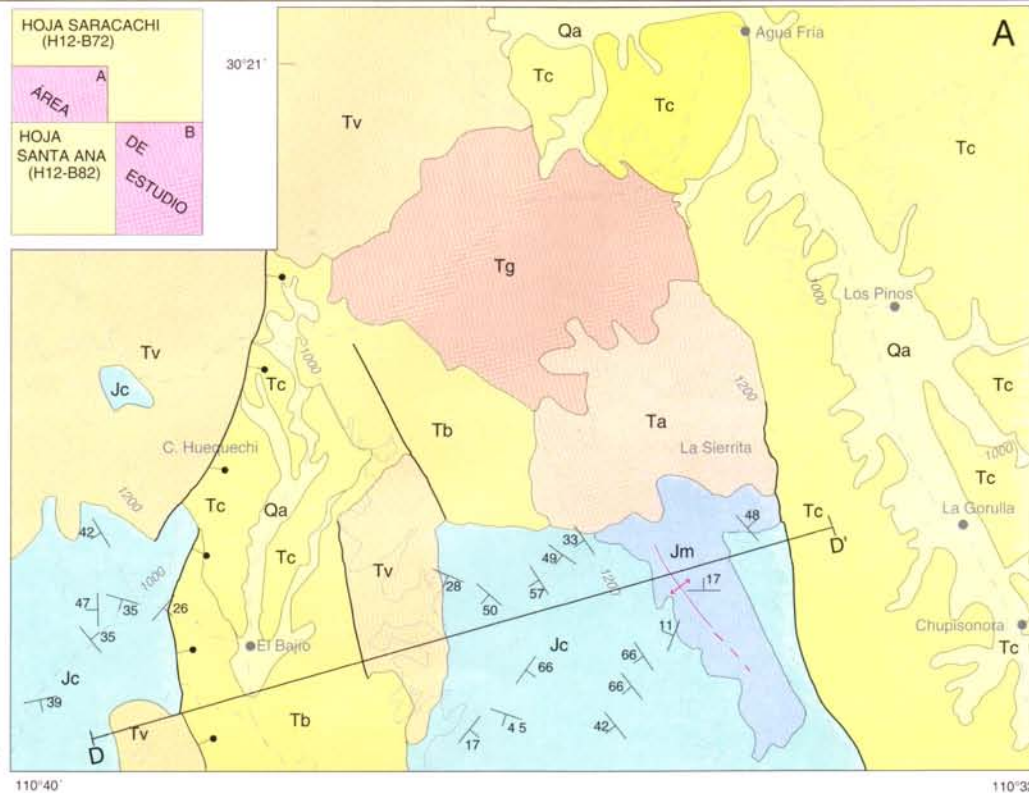 HOJA SARACACHI
(H12-B72)
A
ÁREA
HOJA
SANTA ANA
(H12-B82)
B
DE
ESTUDIO
30°21´
A
Qa
Agua Fría
Tc
Tc
Tv
Tc
Tg
1000
Los Pinos
Qa
Tv
1000
Jc
Tc
Tc
1200
Ta
Tb
La Sierrita
C. Huequechi
1000
Tc
1200
Tc
Qa
Tc
La Gorulla
42
48
33
D'
Tc
49
Jm
1000
Tv
28
1200
17
47
35
26
50
57
Chupisonora
35
11
El Bajío
Jc
Tc
Jc
66
66
66
39
Tb
4 5
42
Tv
17
D
110°40´